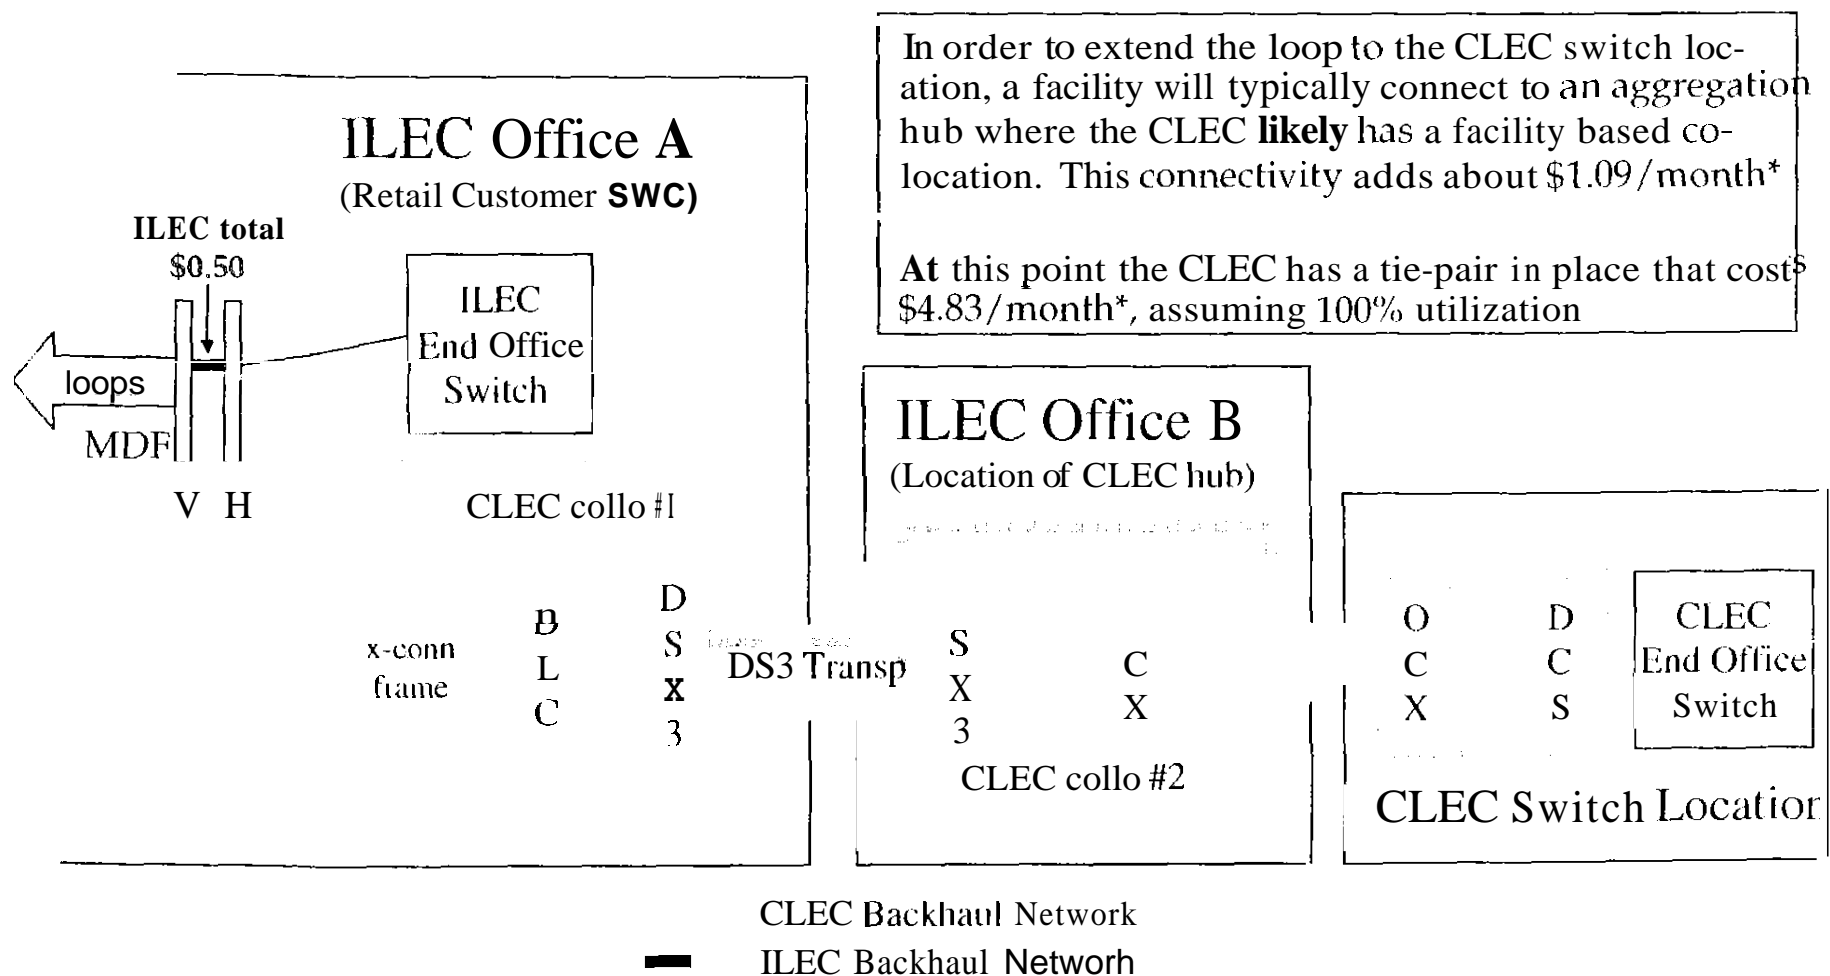 In order to extend the loop to the CLEC switch loc-
ation, a facility will typically connect to an aggregation
hub where the CLEC likely has a facility based co-
location. This connectivity adds about $1.09/month*
At this point the CLEC has a tie-pair in place that costs
$4.83/month*, assuming 100% utilization
ILEC Office A
(Retail Customer SWC)
ILEC total
$0.50
ILEC
End Office
Switch
loops
MDF
V H
CLEC collo #1
ILEC Office B
(Location of CLEC hub)
x-conn
frame
D
L
C
D
S
X
3
DS3 Transp
S
X
3
C
X
CLEC collo #2
O
C
X
D
C
S
CLEC
End Office
Switch
CLEC Switch Location
CLEC Backhaul Network
ILEC Backhaul Networh